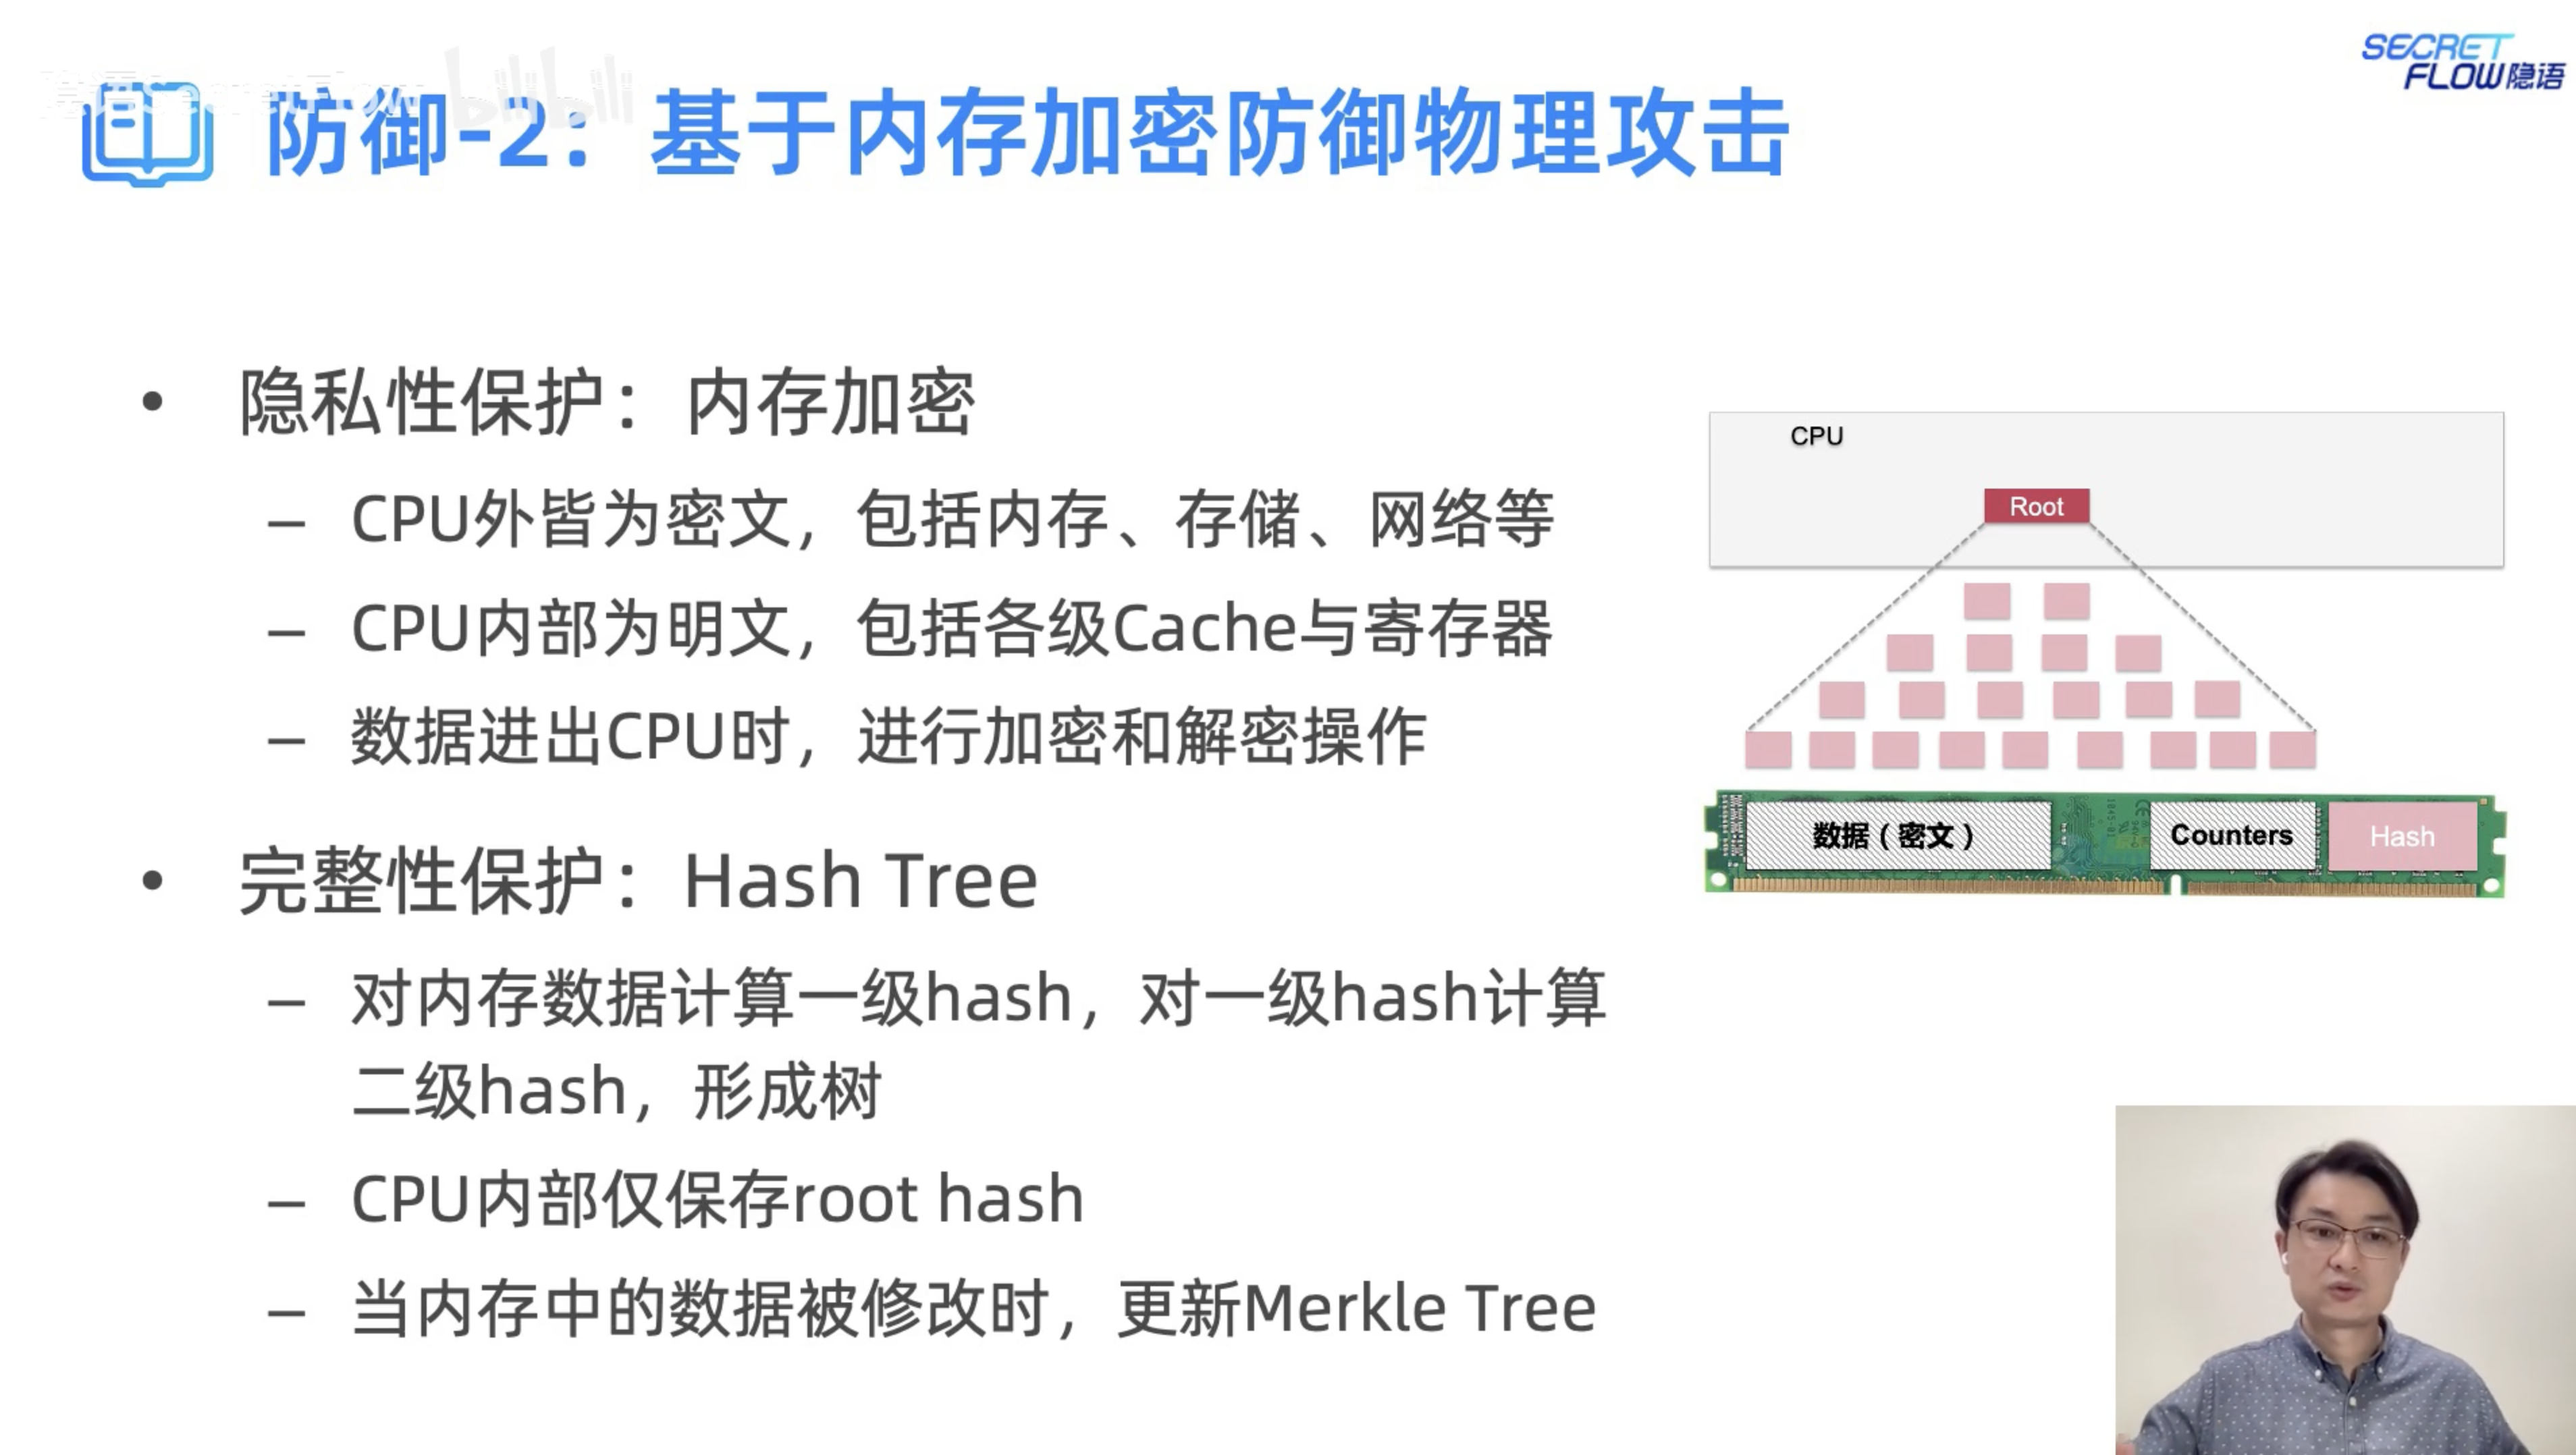 SECRET
FLOW隐语
隐语SecretFlow bilibili
防御-2：基于内存加密防御物理攻击
• 隐私性保护：内存加密
– CPU外皆为密文，包括内存、存储、网络等
– CPU内部为明文，包括各级Cache与寄存器
– 数据进出CPU时，进行加密和解密操作
• 完整性保护：Hash Tree
– 对内存数据计算一级hash，对一级hash计算
二级hash，形成树
– CPU内部仅保存root hash
– 当内存中的数据被修改时，更新Merkle Tree
CPU
Root
数据（密文）
Counters
Hash